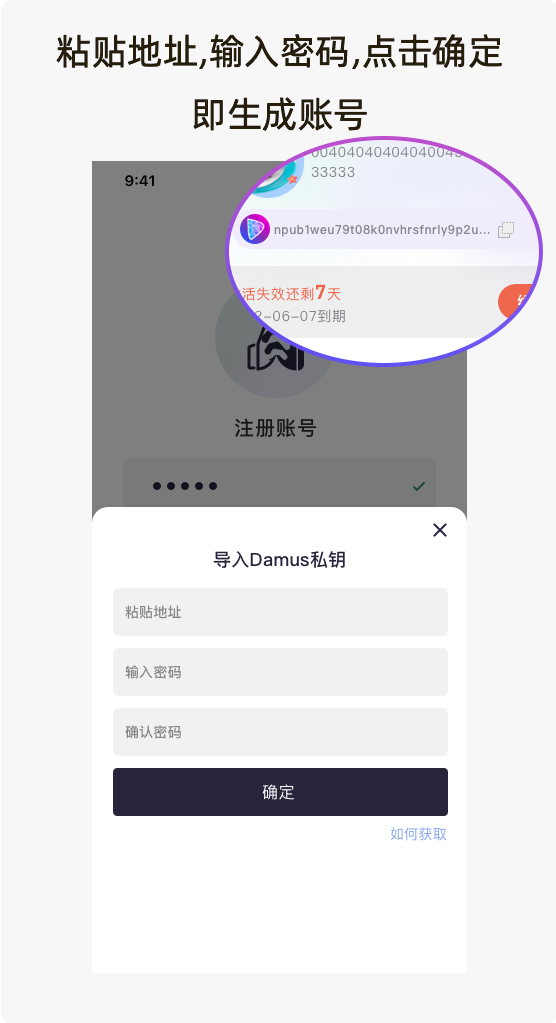 粘贴地址,输入密码,点击确定
即生成账号
9:41
33333
npub1weu79t08k0nvhrsfnrly9p2u...
活失效还剩7天
-06-07到期
注册账号
导入Damus私钥
粘贴地址
输入密码
确认密码
确定
如何获取